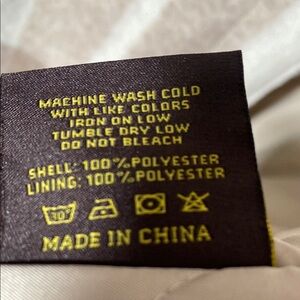 MACHINE WASH COLD
WITH LIKE COLORS
IRON ON LOW
TUMBLE DRY LOW
DO NOT BLEACH
SHELL: 100%POLYESTER
LINING: 100%POLYESTER
MADE IN CHINA